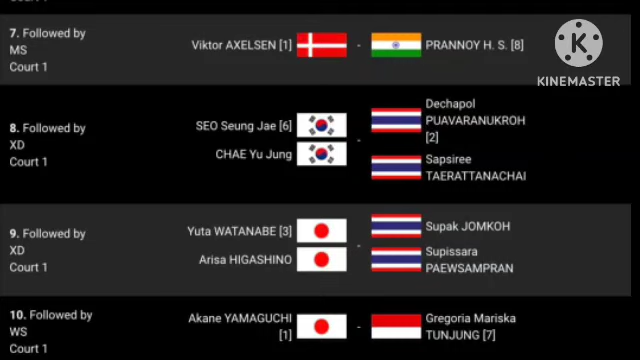 Court 1
7. Followed by
MS
Court 1
Viktor AXELSEN [1]
-
PRANNOY H. S. [8]
K
KINEMASTER
8. Followed by
XD
Court 1
SEO Seung Jae [6]
CHAE Yu Jung
-
Dechapol
PUAVARANUKROH
[2]
Sapsiree
TAERATTANACHAI
9. Followed by
XD
Court 1
Yuta WATANABE [3]
Arisa HIGASHINO
-
Supak JOMKOH
Supissara
PAEWSAMPRAN
10. Followed by
WS
Court 1
Akane YAMAGUCHI
[1]
-
Gregoria Mariska
TUNJUNG [7]